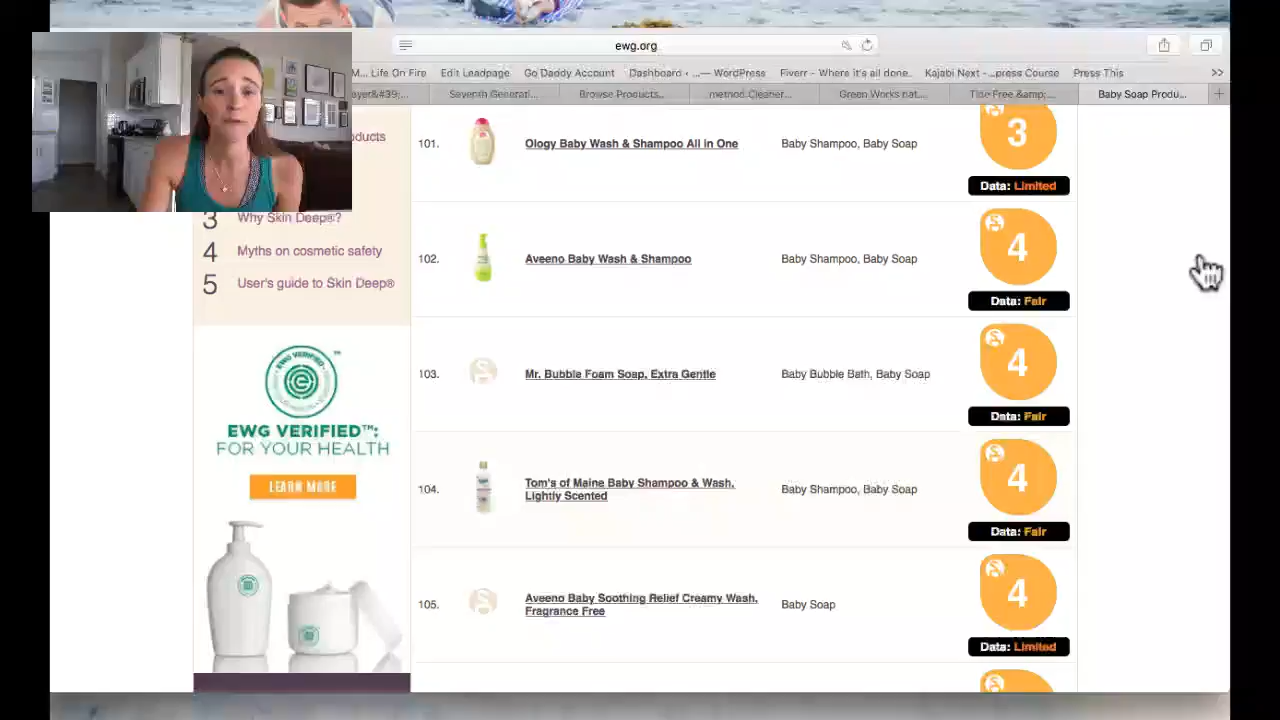 ewg.org
M... Life On Fire
Edit Leadpage
Go Daddy Account
Dashboard ‹ ...— WordPress
Fiverr – Where it's all done.
Kajabi Next - ...press Course
Press This
>>
ayer&#39;...
Seventh Generati...
Browse Products...
method Cleaner...
Green Works nat...
Tide Free &amp;...
Baby Soap Produ...
+
oducts
3 Why Skin Deep®?
4 Myths on cosmetic safety
5 User's guide to Skin Deep®
EWG VERIFIED
EWG VERIFIED™:
FOR YOUR HEALTH
LEARN MORE
101. Ology Baby Wash & Shampoo All in One Baby Shampoo, Baby Soap 3
Data: Limited
102. Aveeno Baby Wash & Shampoo Baby Shampoo, Baby Soap 4
Data: Fair
103. Mr. Bubble Foam Soap, Extra Gentle Baby Bubble Bath, Baby Soap 4
Data: Fair
104. Tom's of Maine Baby Shampoo & Wash, Baby Shampoo, Baby Soap 4
Lightly Scented
Data: Fair
105. Aveeno Baby Soothing Relief Creamy Wash, Baby Soap 4
Fragrance Free
Data: Limited